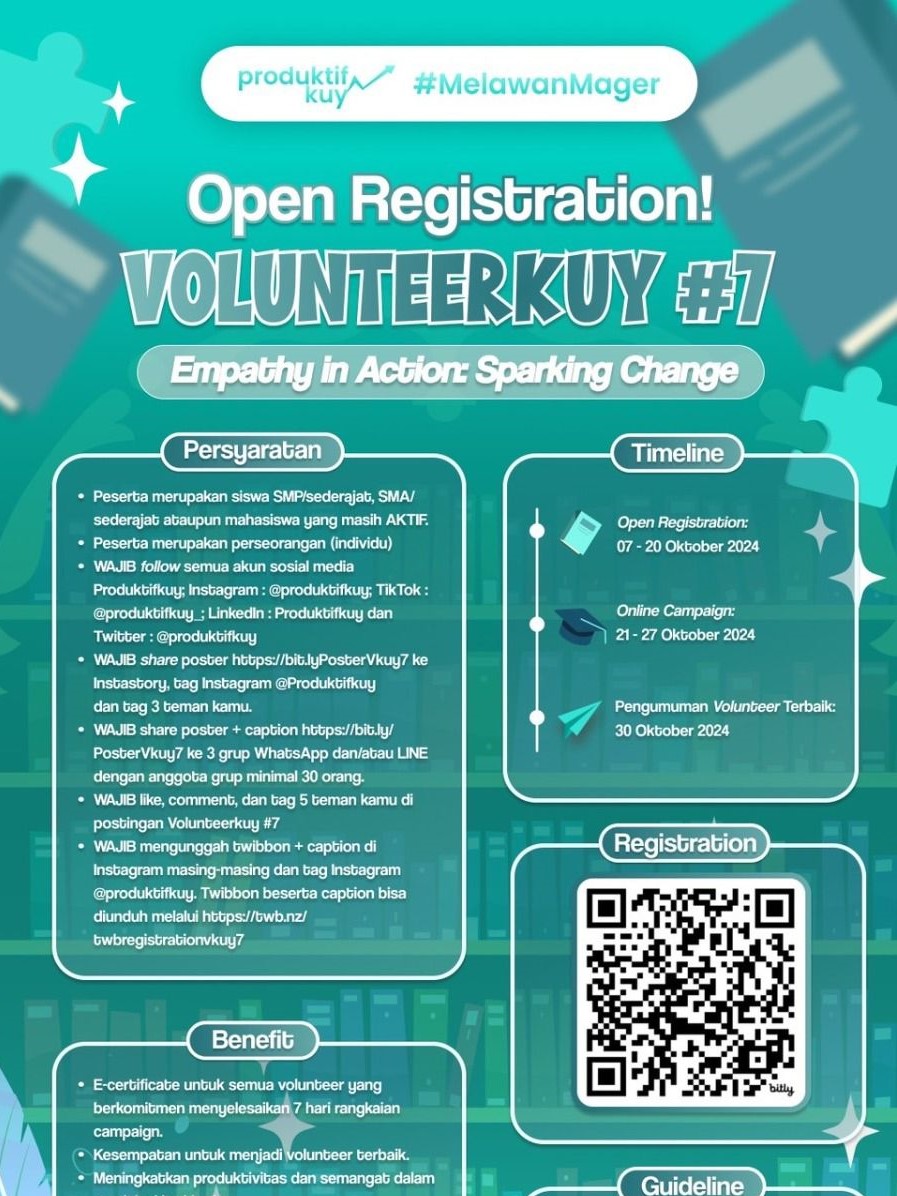 produktif
kuy
#MelawanMager
Open Registration!
VOLUNTEERKUY #7
Empathy in Action: Sparking Change
Persyaratan
• Peserta merupakan siswa SMP/sederajat, SMA/
sederajat ataupun mahasiswa yang masih AKTIF.
• Peserta merupakan perseorangan (individu)
• WAJIB follow semua akun sosial media
Produktifkuy; Instagram : @produktifkuy; TikTok :
@produktifkuy_; LinkedIn : Produktifkuy dan
Twitter : @produktifkuy
• WAJIB share poster https://bit.lyPosterVkuy7 ke
Instastory, tag Instagram @Produktifkuy
dan tag 3 teman kamu.
• WAJIB share poster + caption https://bit.ly/
PosterVkuy7 ke 3 grup WhatsApp dan/atau LINE
dengan anggota grup minimal 30 orang.
• WAJIB like, comment, dan tag 5 teman kamu di
postingan Volunteerkuy #7
• WAJIB mengunggah twibbon + caption di
Instagram masing-masing dan tag Instagram
@produktifkuy. Twibbon beserta caption bisa
diunduh melalui https://twb.nz/
twbregistrationvkuy7
Benefit
• E-certificate untuk semua volunteer yang
berkomitmen menyelesaikan 7 hari rangkaian
campaign.
• Kesempatan untuk menjadi volunteer terbaik.
• Meningkatkan produktivitas dan semangat dalam
Timeline
Open Registration:
07 - 20 Oktober 2024
Online Campaign:
21 - 27 Oktober 2024
Pengumuman Volunteer Terbaik:
30 Oktober 2024
Registration
bitly
Guideline